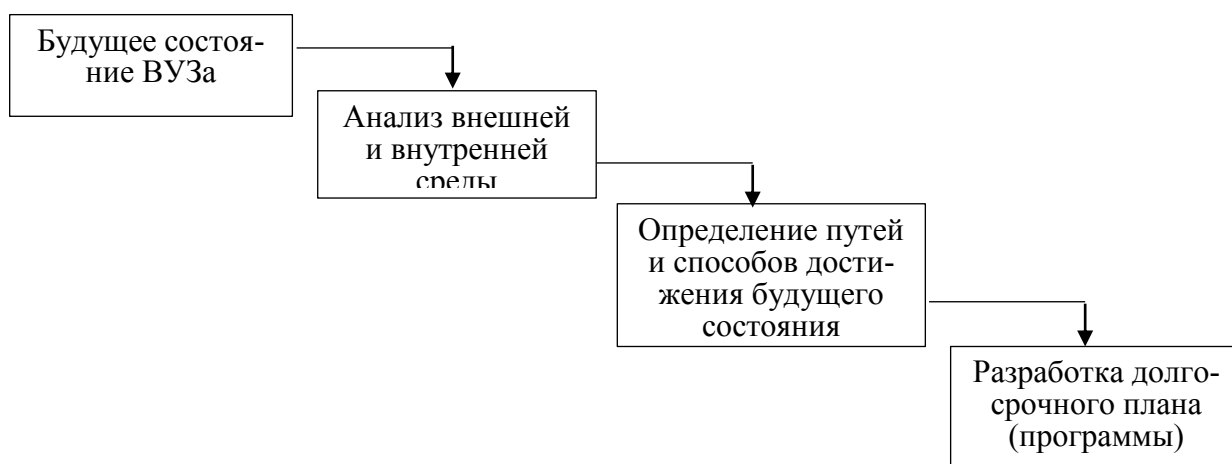 Будущее состоя-
ние ВУЗа
Анализ внешней
и внутренней
среды
Определение путей
и способов дости-
жения будущего
состояния
Разработка долго-
срочного плана
(программы)